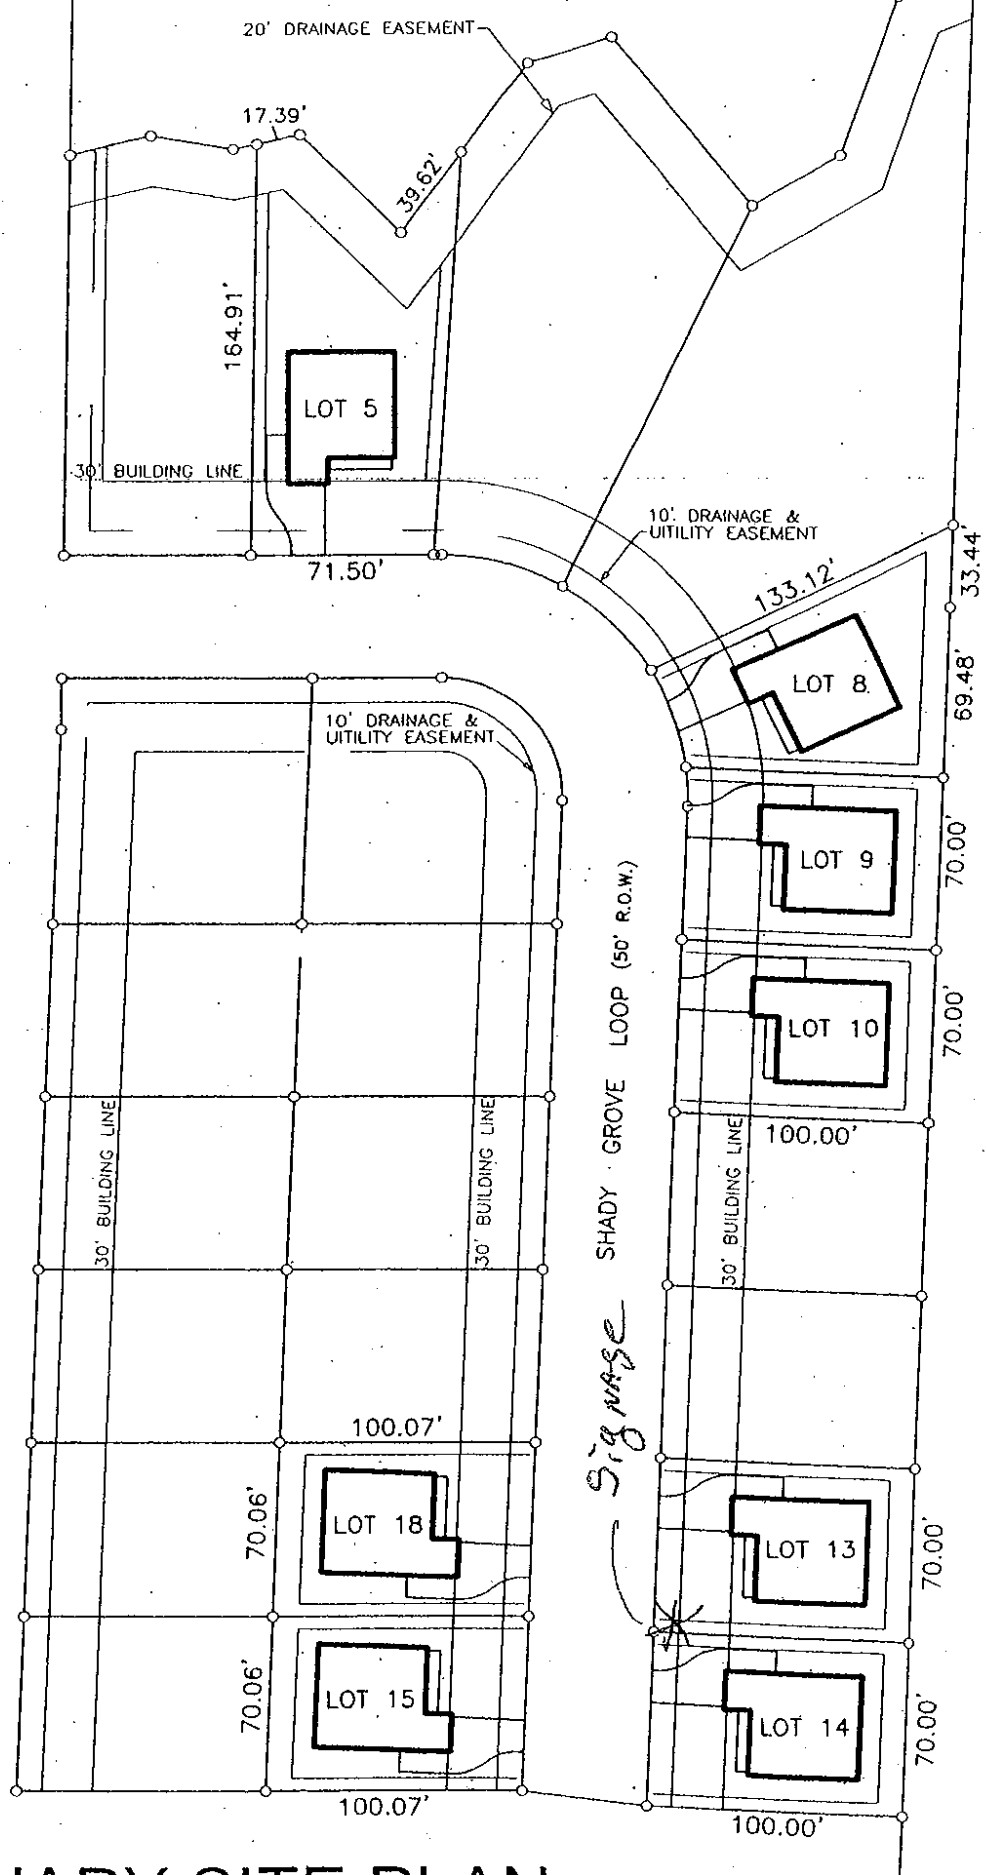 20' DRAINAGE EASEMENT
17.39'
39.62'
164.91'
LOT 5
30' BUILDING LINE
10'. DRAINAGE &
UITILITY EASEMENT
71.50'
133.12'
33.44'
LOT 8
69.48'
10' DRAINAGE &
UITILITY EASEMENT
LOT 9
70.00'
SHADY GROVE LOOP (50' R.O.W.)
LOT 10
70.00'
100.00'
30' BUILDING LINE
30' BUILDING LINE
30' BUILDING LINE
Signage
100.07'
LOT 18
70.06'
LOT 13
70.00'
LOT 15
70.06'
LOT 14
70.00'
100.07'
100.00'
SITE PLAN